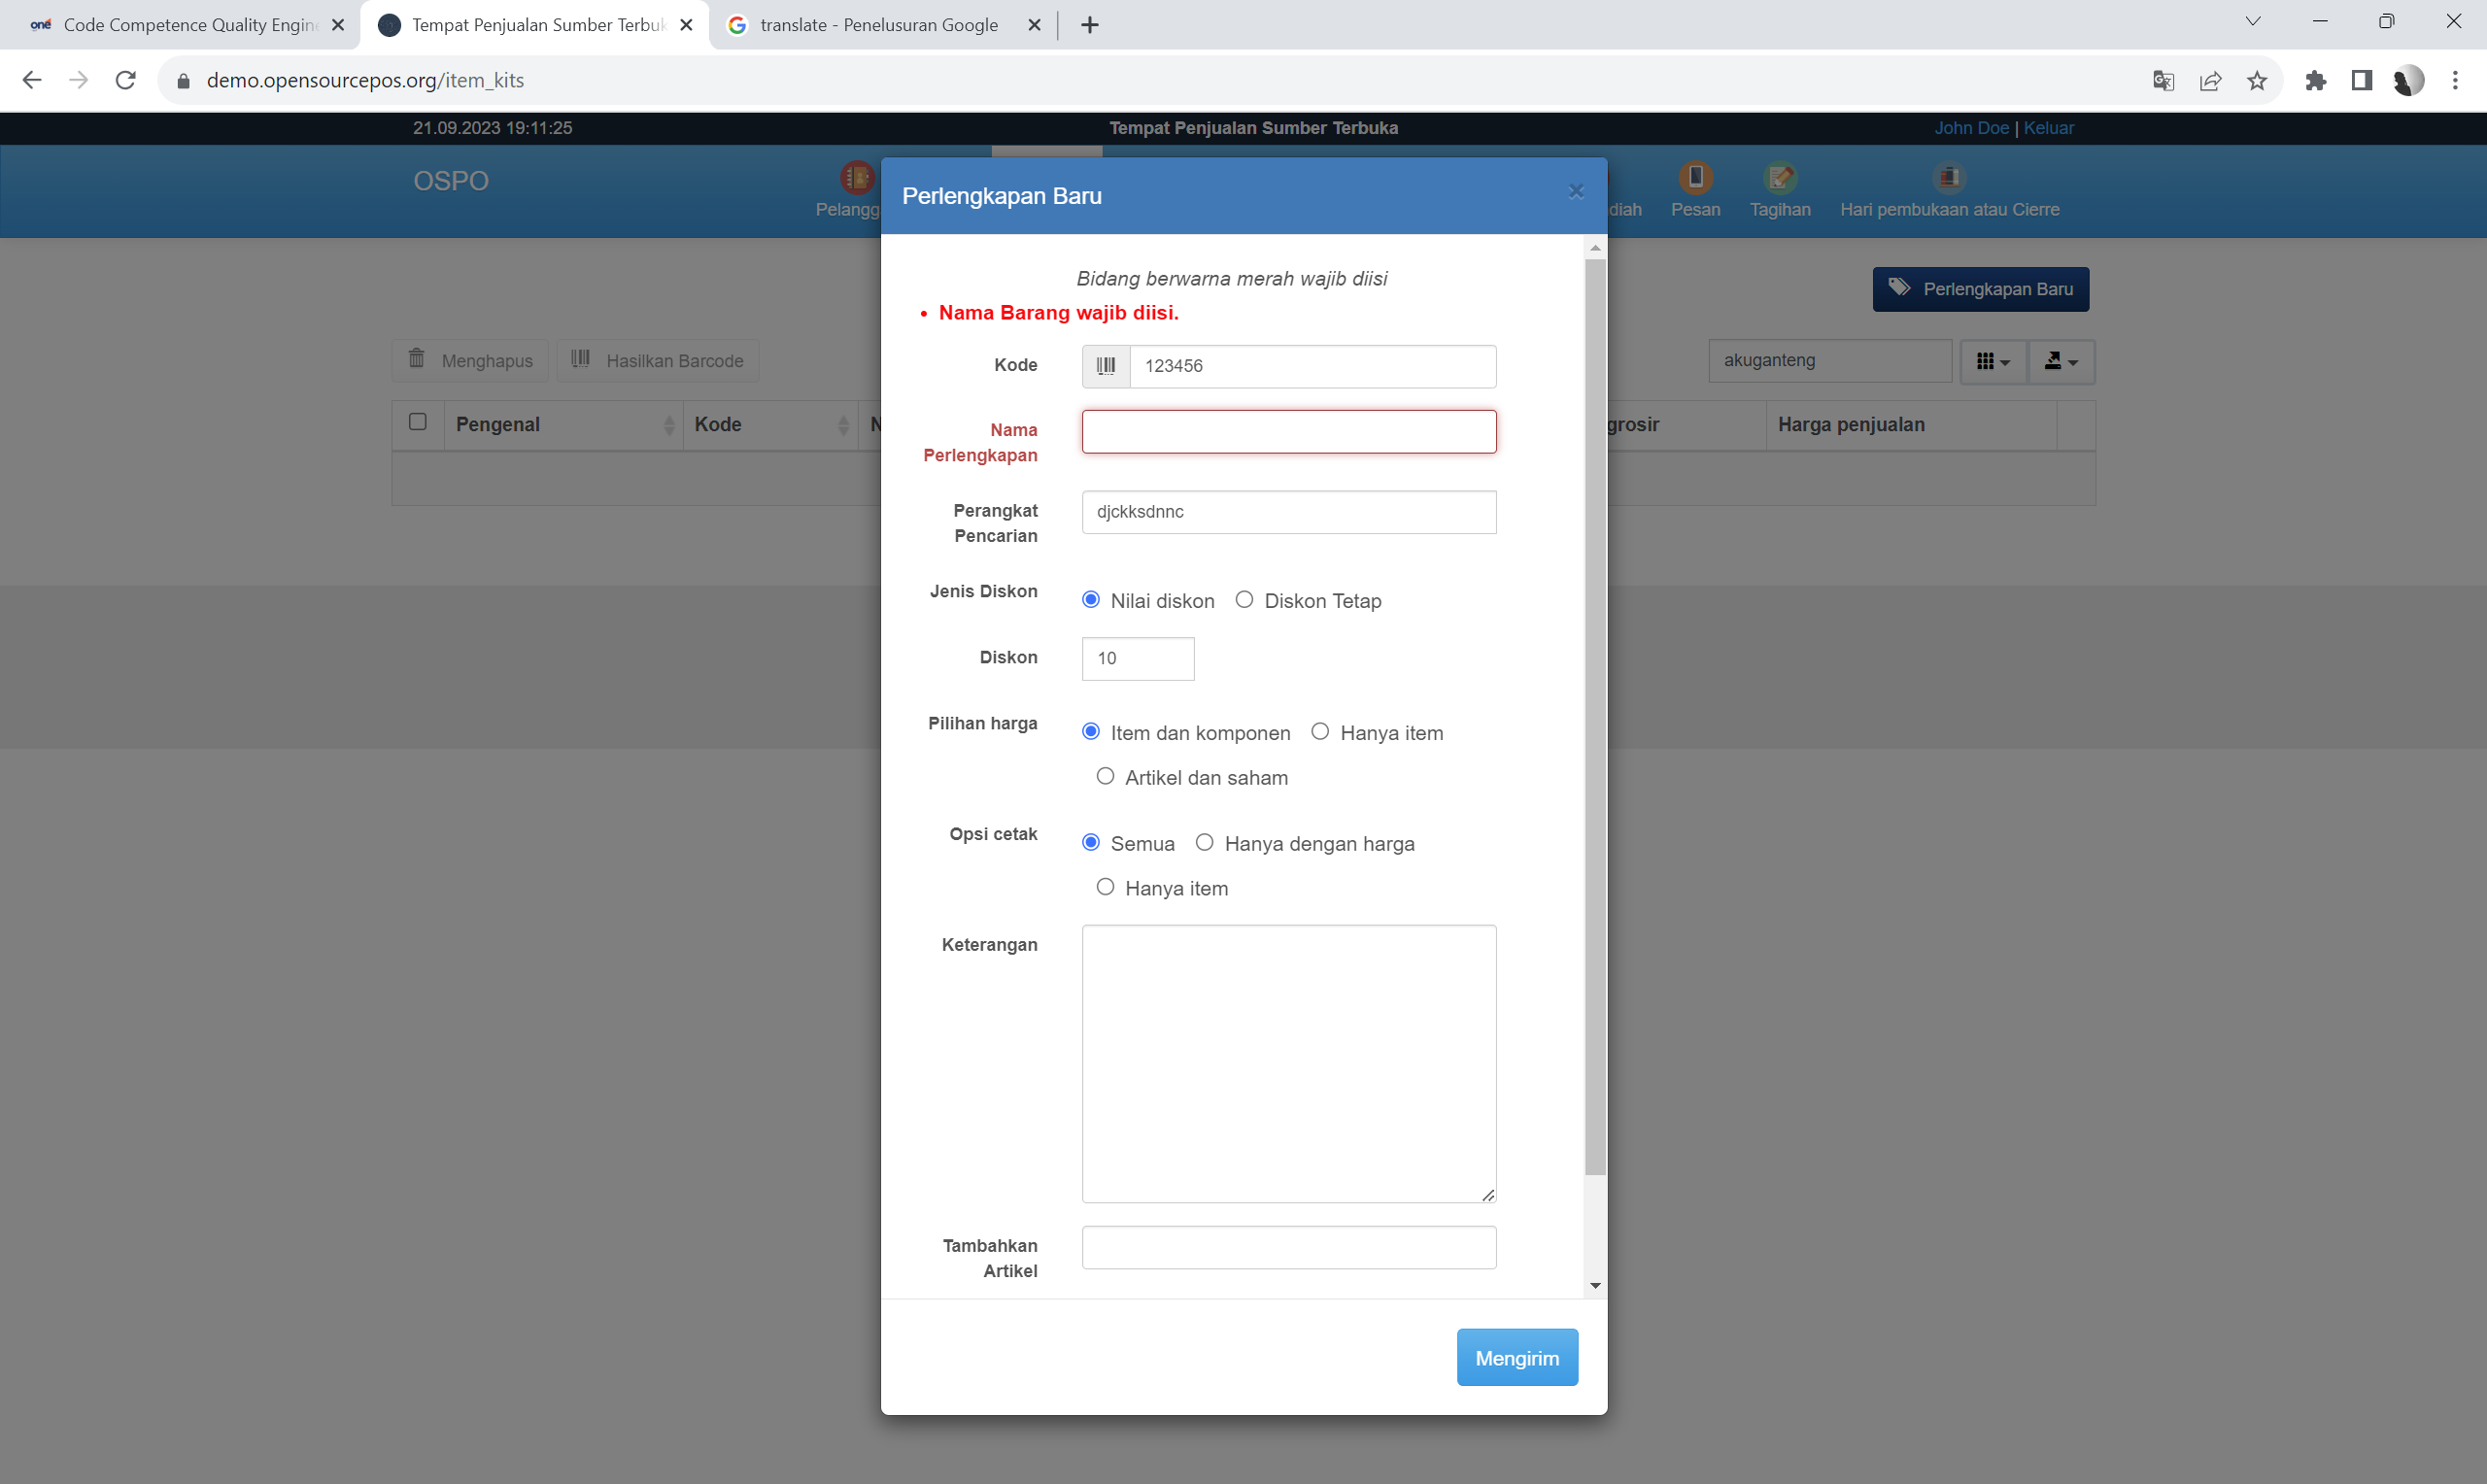 Code Competence Quality Engin
Tempat Penjualan Sumber Terbuk
translate - Penelusuran Google
demo.opensourcepos.org/item_kits
21.09.2023 19:11:25
Tempat Penjualan Sumber Terbuka
John Doe | Keluar
OSPO
Pelangg
diah
Pesan
Tagihan
Hari pembukaan atau Cierre
Perlengkapan Baru
Perlengkapan Baru
Menghapus
Hasilkan Barcode
akuganteng
Pengenal
Kode
N
grosir
Harga penjualan
Bidang berwarna merah wajib diisi
• Nama Barang wajib diisi.
Kode
123456
Nama
Perlengkapan
Perangkat
Pencarian
djckksdnnc
Jenis Diskon
Nilai diskon
Diskon Tetap
Diskon
10
Pilihan harga
Item dan komponen
Hanya item
Artikel dan saham
Opsi cetak
Semua
Hanya dengan harga
Hanya item
Keterangan
Tambahkan
Artikel
Mengirim